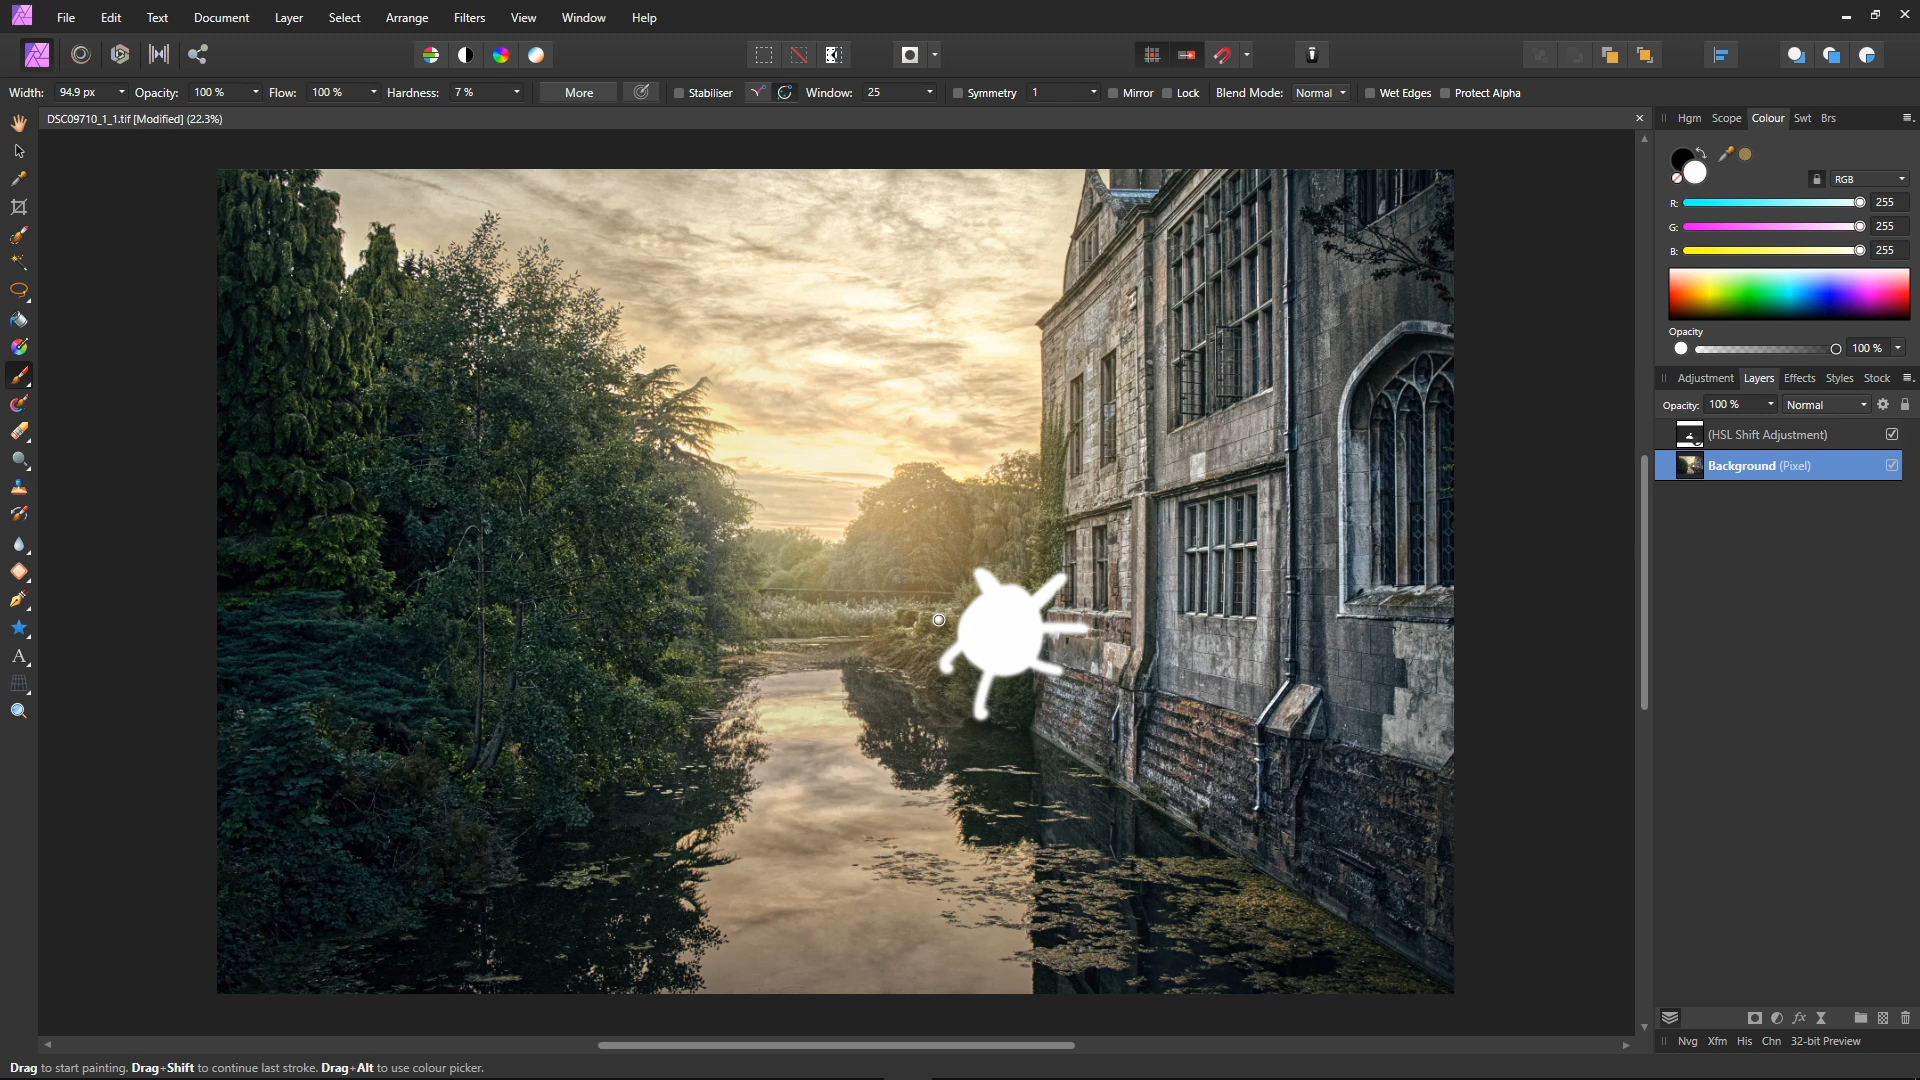 File Edit Text Document Layer Select Arrange Filters View Window Help
Width: 94.9 px Opacity: 100 % Flow: 100 % Hardness: 7 % More Stabiliser Window: 25 Symmetry 1 Mirror Lock Blend Mode: Normal Wet Edges Protect Alpha
DSC09710_1_1.tif [Modified] (22.3%)
Hgm Scope Colour Swt Brs
RGB
R: 255
G: 255
B: 255
Opacity
100 %
Adjustment Layers Effects Styles Stock
Opacity: 100 % Normal
(HSL Shift Adjustment)
Background (Pixel)
Nvg Xfm His Chn 32-bit Preview
Drag to start painting. Drag+Shift to continue last stroke. Drag+Alt to use colour picker.